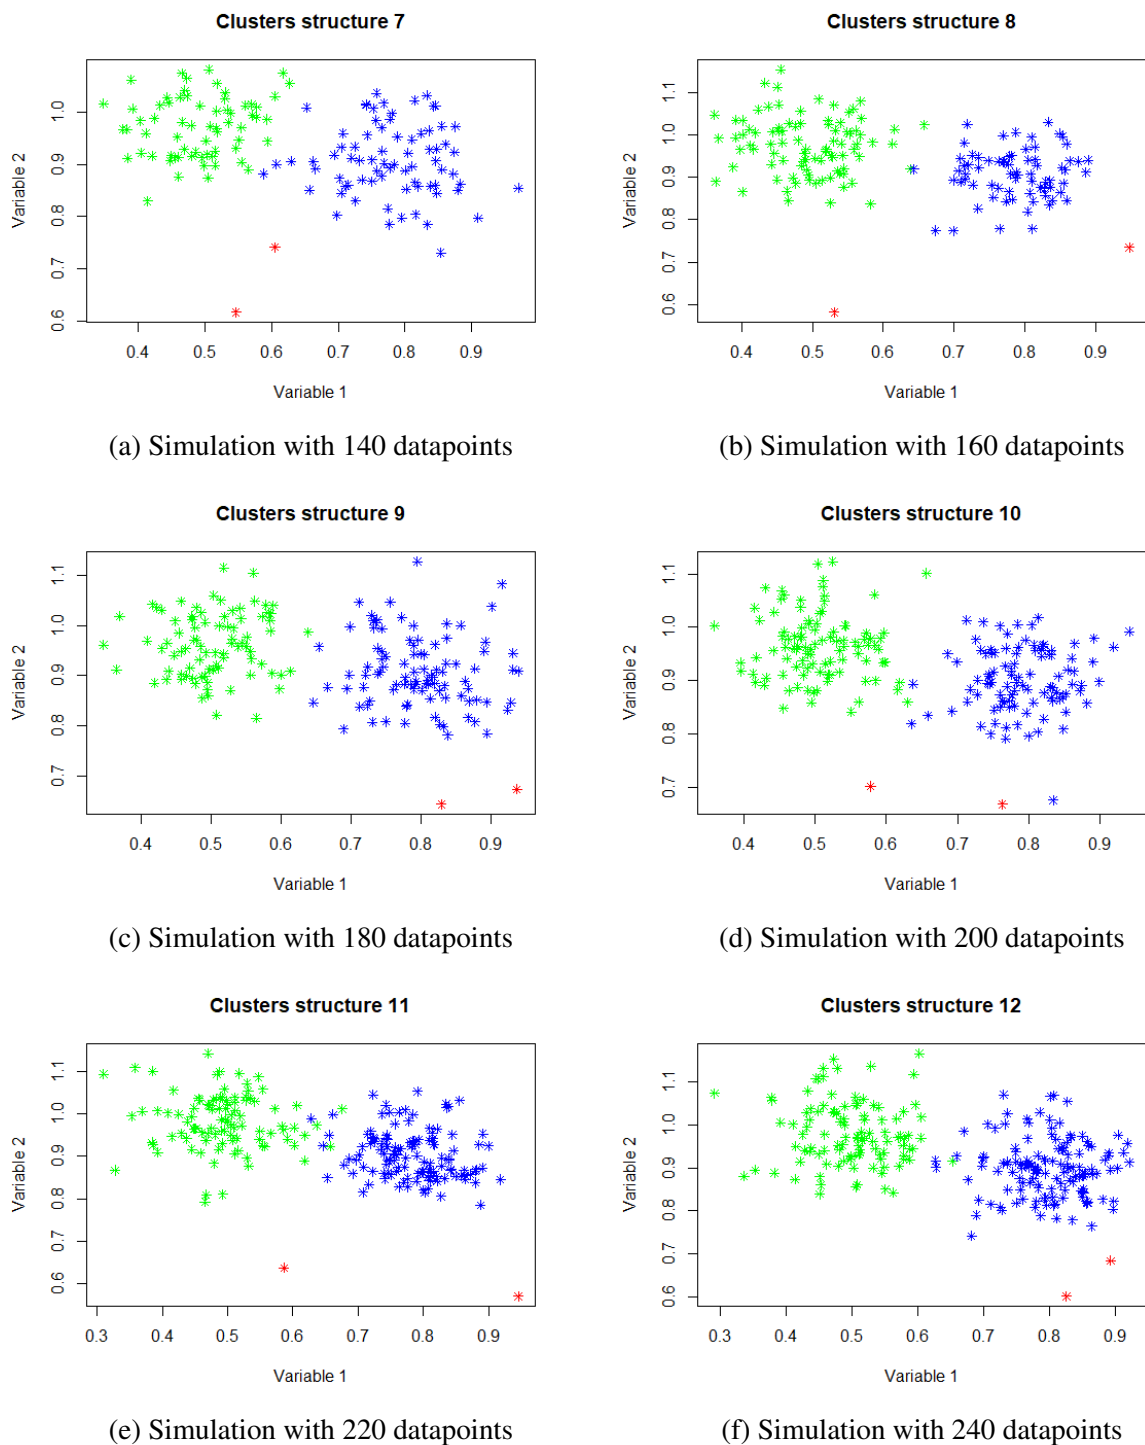 Clusters structure 7
Variable 2
0.6 0.7 0.8 0.9 1.0
0.4 0.5 0.6 0.7 0.8 0.9
Variable 1
(a) Simulation with 140 datapoints
Clusters structure 8
Variable 2
0.6 0.7 0.8 0.9 1.0 1.1
0.4 0.5 0.6 0.7 0.8 0.9
Variable 1
(b) Simulation with 160 datapoints
Clusters structure 9
Variable 2
0.7 0.8 0.9 1.0 1.1
0.4 0.5 0.6 0.7 0.8 0.9
Variable 1
(c) Simulation with 180 datapoints
Clusters structure 10
Variable 2
0.7 0.8 0.9 1.0 1.1
0.4 0.5 0.6 0.7 0.8 0.9
Variable 1
(d) Simulation with 200 datapoints
Clusters structure 11
Variable 2
0.6 0.7 0.8 0.9 1.0 1.1
0.3 0.4 0.5 0.6 0.7 0.8 0.9
Variable 1
(e) Simulation with 220 datapoints
Clusters structure 12
Variable 2
0.6 0.7 0.8 0.9 1.0 1.1
0.3 0.4 0.5 0.6 0.7 0.8 0.9
Variable 1
(f) Simulation with 240 datapoints